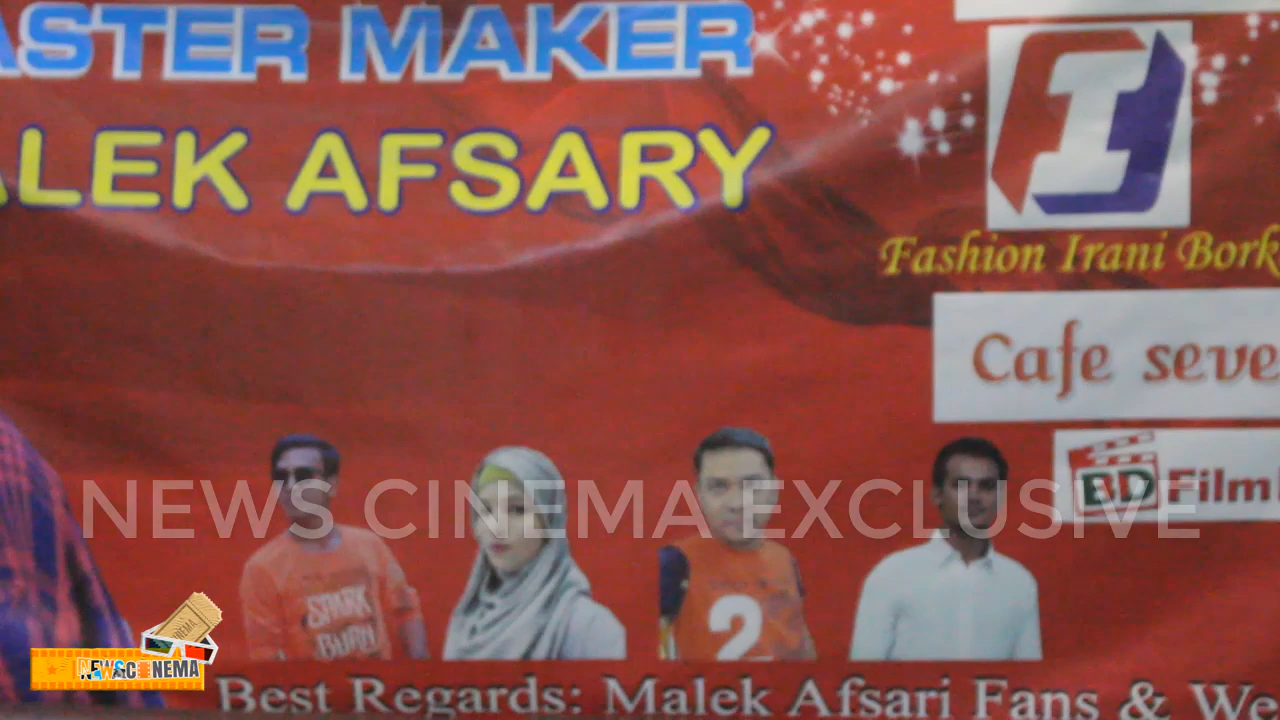 ASTER MAKER
ALEK AFSARY
Fashion Irani Bork
Cafe seve
BD Film
NEWS CINEMA EXCLUSIVE
SPARK
BURN
2
NEWS CINEMA
Best Regards: Malek Afsari Fans & We